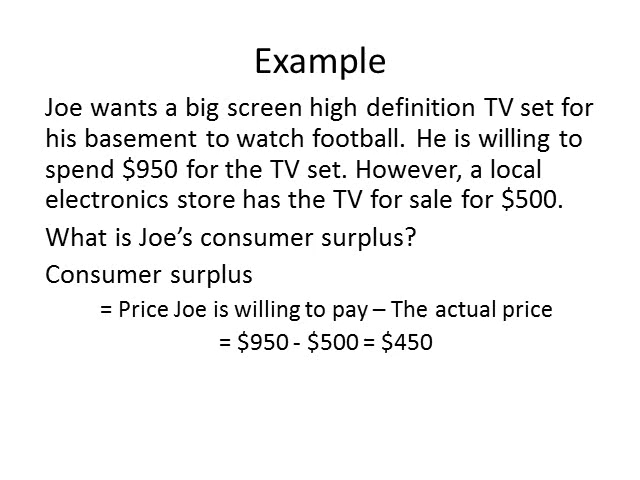 Example
Joe wants a big screen high definition TV set for
his basement to watch football.  He is willing to
spend $950 for the TV set. However, a local
electronics store has the TV for sale for $500.
What is Joe’s consumer surplus?
Consumer surplus
= Price Joe is willing to pay – The actual price
= $950 - $500 = $450